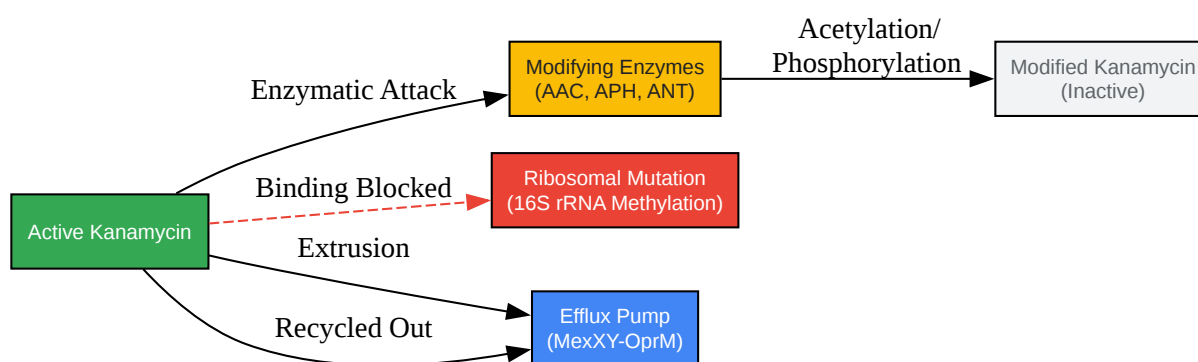 Acetylation/
Phosphorylation
Modifying Enzymes
(AAC, APH, ANT)
Modified Kanamycin
(Inactive)
Enzymatic Attack
Binding Blocked
Ribosomal Mutation
(16S rRNA Methylation)
Active Kanamycin
Extrusion
Recycled Out
Efflux Pump
(MexXY-OprM)